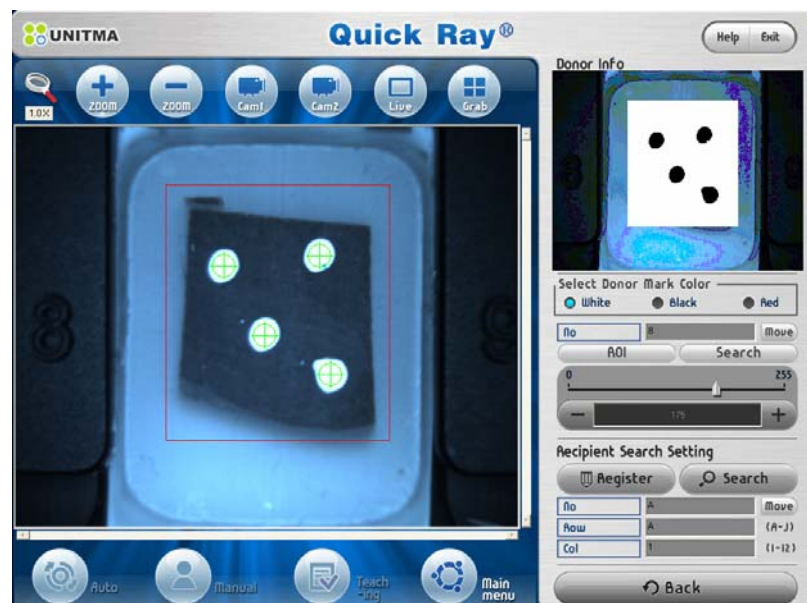 UNITMA
Quick Ray®
Help Exit
1.0X
ZOOM
ZOOM
Cam1
Cam2
Live
Grab
Donor Info
8
Select Donor Mark Color
White Black Red
No 8 Move
ROI Search
0 255
175
Recipient Search Setting
Register Search
No A Move
Row A (A-J)
Col 1 (1-12)
Back
Auto
Manual
Teach
-ing
Main
menu